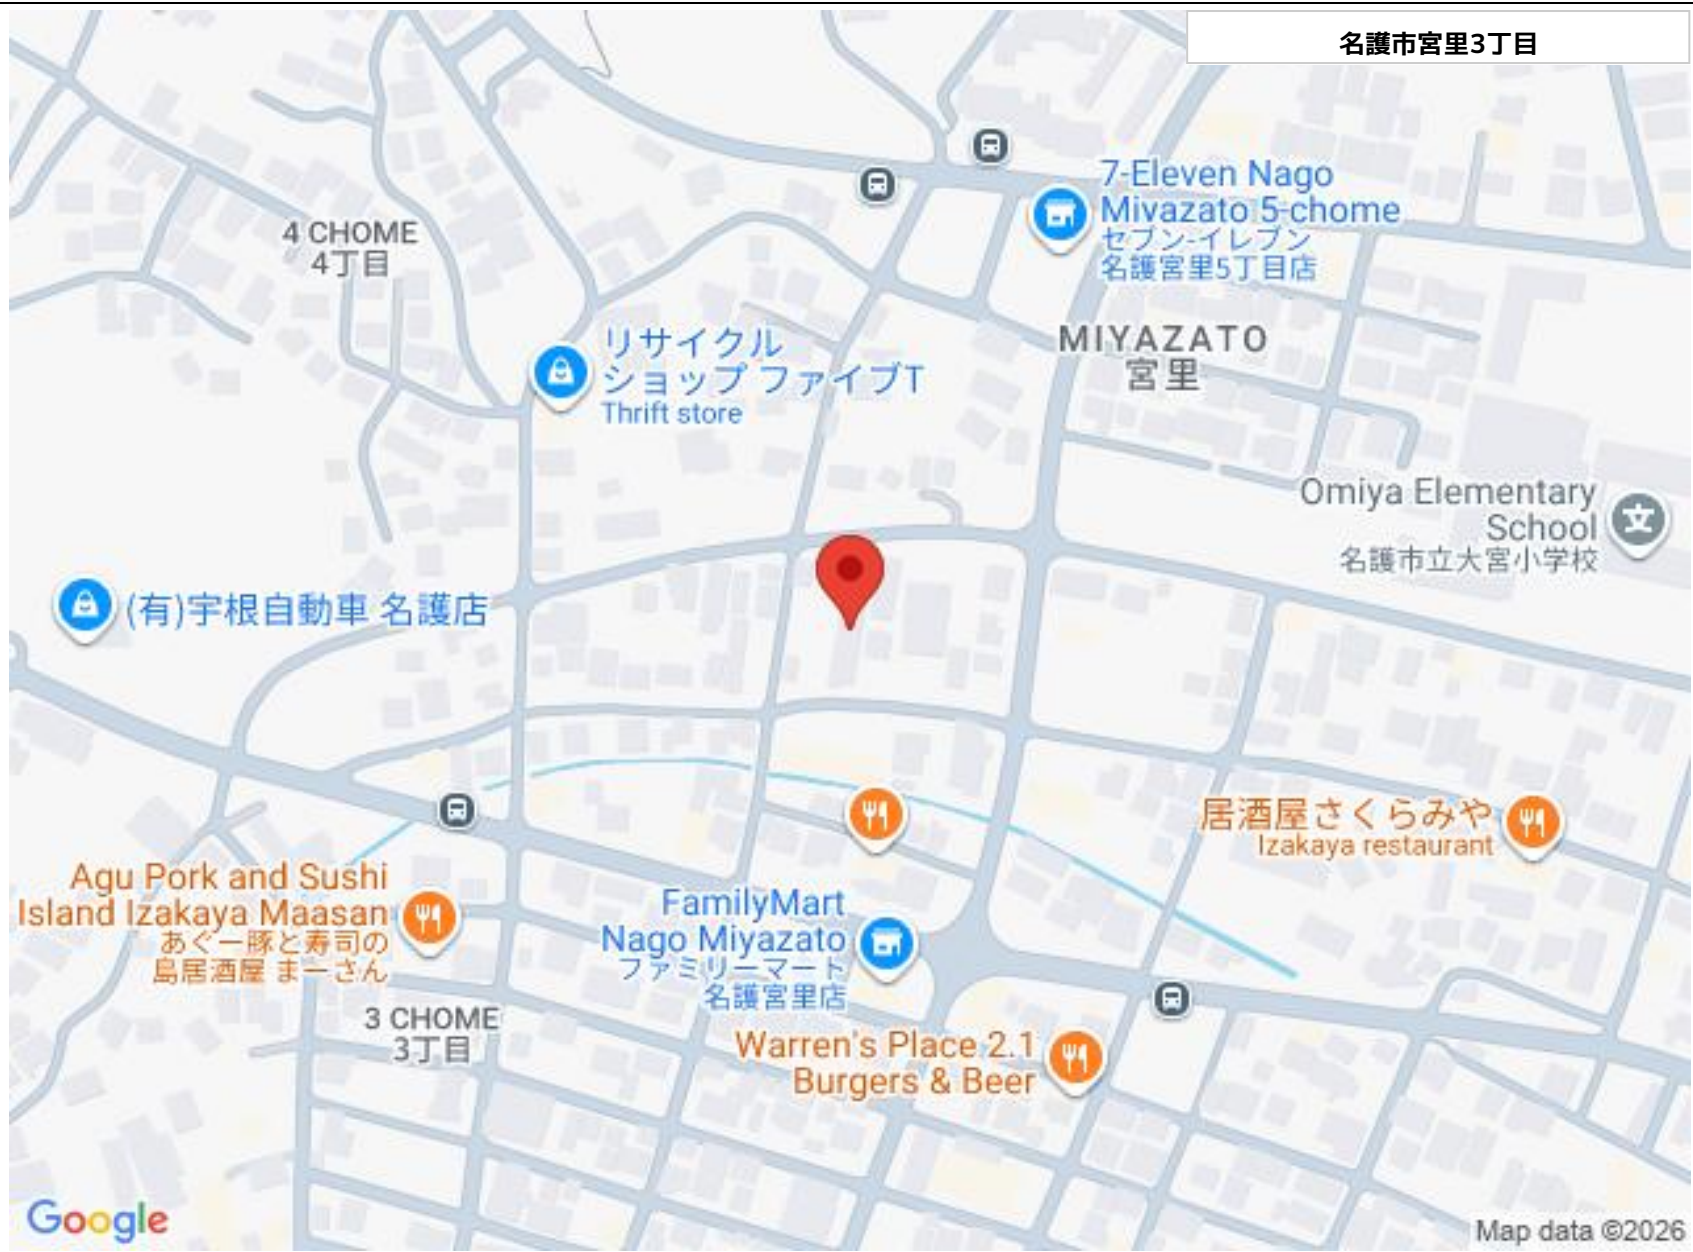 名護市宮里3丁目
7-Eleven Nago
Miyazato 5-chome
セブン-イレブン
名護宮里5丁目店
4 CHOME
4丁目
リサイクル
ショップ ファイブT
Thrift store
MIYAZATO
宮里
Omiya Elementary
School
名護市立大宮小学校
(有)宇根自動車 名護店
居酒屋さくらみや
Izakaya restaurant
Agu Pork and Sushi
Island Izakaya Maasan
あぐー豚と寿司の
島居酒屋 まーさん
FamilyMart
Nago Miyazato
ファミリーマート
名護宮里店
3 CHOME
3丁目
Warren's Place 2.1
Burgers & Beer
文
Google
Map data ©2026